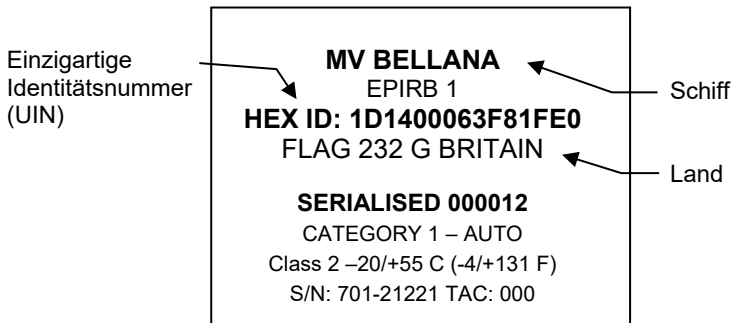 Einzigartige
Identitätsnummer
(UIN)
MV BELLANA
EPIRB 1
HEX ID: 1D1400063F81FE0
FLAG 232 G BRITAIN
SERIALISED 000012
CATEGORY 1 – AUTO
Class 2 –20/+55 C (-4/+131 F)
S/N: 701-21221 TAC: 000
Schiff
Land